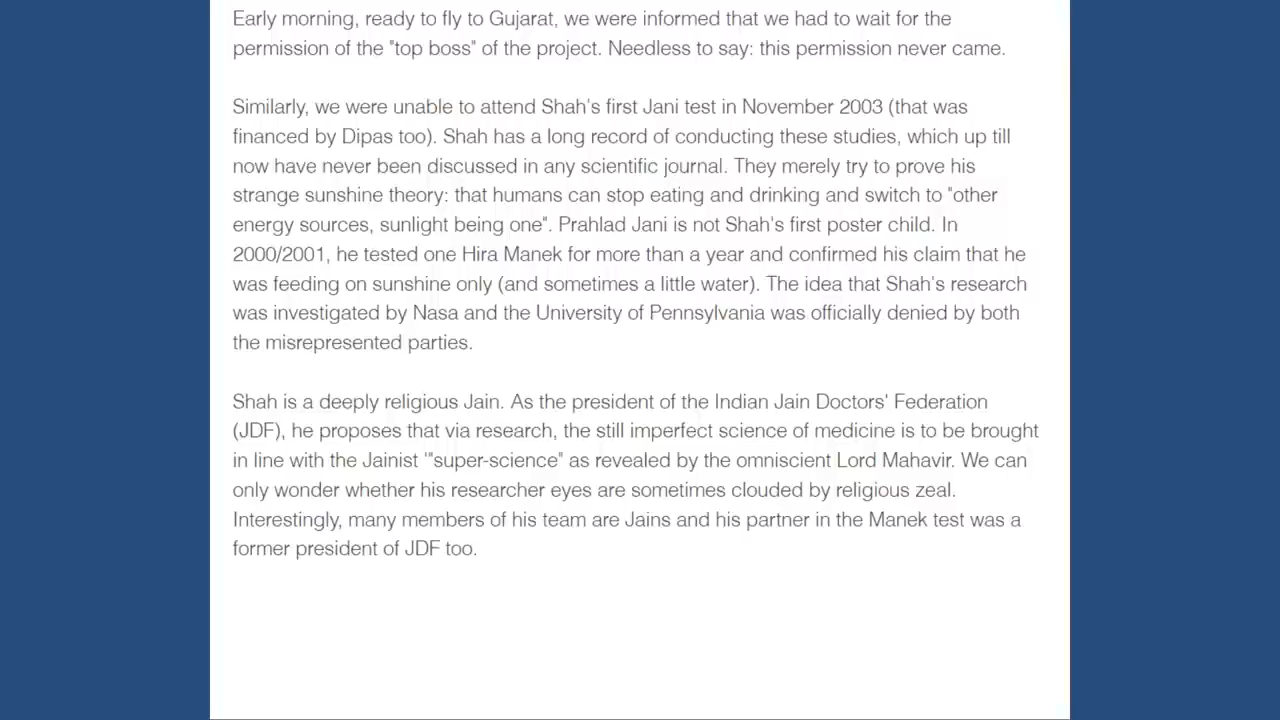 Early morning, ready to fly to Gujarat, we were informed that we had to wait for the
permission of the "top boss" of the project. Needless to say: this permission never came.
Similarly, we were unable to attend Shah's first Jani test in November 2003 (that was
financed by Dipas too). Shah has a long record of conducting these studies, which up till
now have never been discussed in any scientific journal. They merely try to prove his
strange sunshine theory: that humans can stop eating and drinking and switch to "other
energy sources, sunlight being one". Prahlad Jani is not Shah's first poster child. In
2000/2001, he tested one Hira Manek for more than a year and confirmed his claim that he
was feeding on sunshine only (and sometimes a little water). The idea that Shah's research
was investigated by Nasa and the University of Pennsylvania was officially denied by both
the misrepresented parties.
Shah is a deeply religious Jain. As the president of the Indian Jain Doctors' Federation
(JDF), he proposes that via research, the still imperfect science of medicine is to be brought
in line with the Jainist '"super-science" as revealed by the omniscient Lord Mahavir. We can
only wonder whether his researcher eyes are sometimes clouded by religious zeal.
Interestingly, many members of his team are Jains and his partner in the Manek test was a
former president of JDF too.